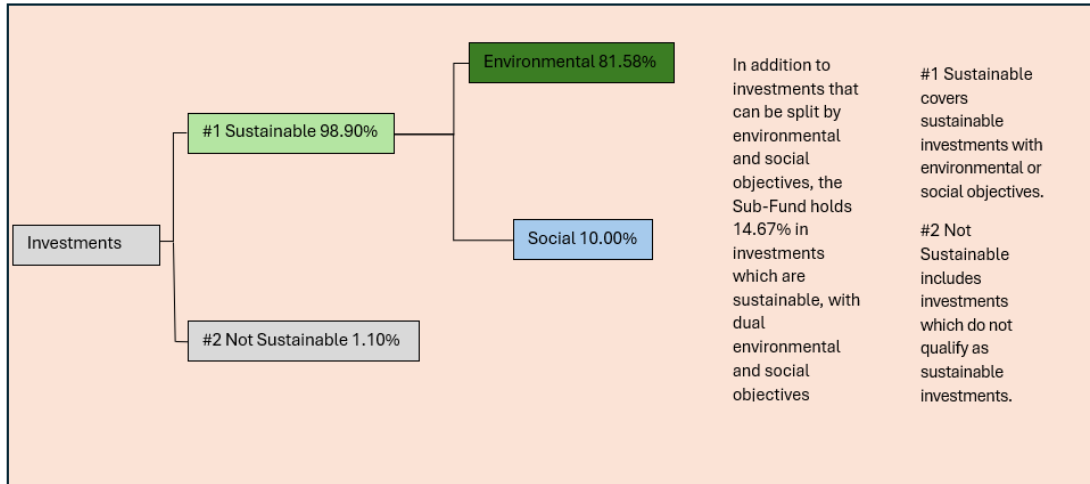 Environmental 81.58%
#1 Sustainable 98.90%
Investments
Social 10.00%
#2 Not Sustainable 1.10%
In addition to
investments that
can be split by
environmental
and social
objectives, the
Sub-Fund holds
14.67% in
investments
which are
sustainable, with
dual
environmental
and social
objectives
#1 Sustainable
covers
sustainable
investments with
environmental or
social objectives.
#2 Not
Sustainable
includes
investments
which do not
qualify as
sustainable
investments.